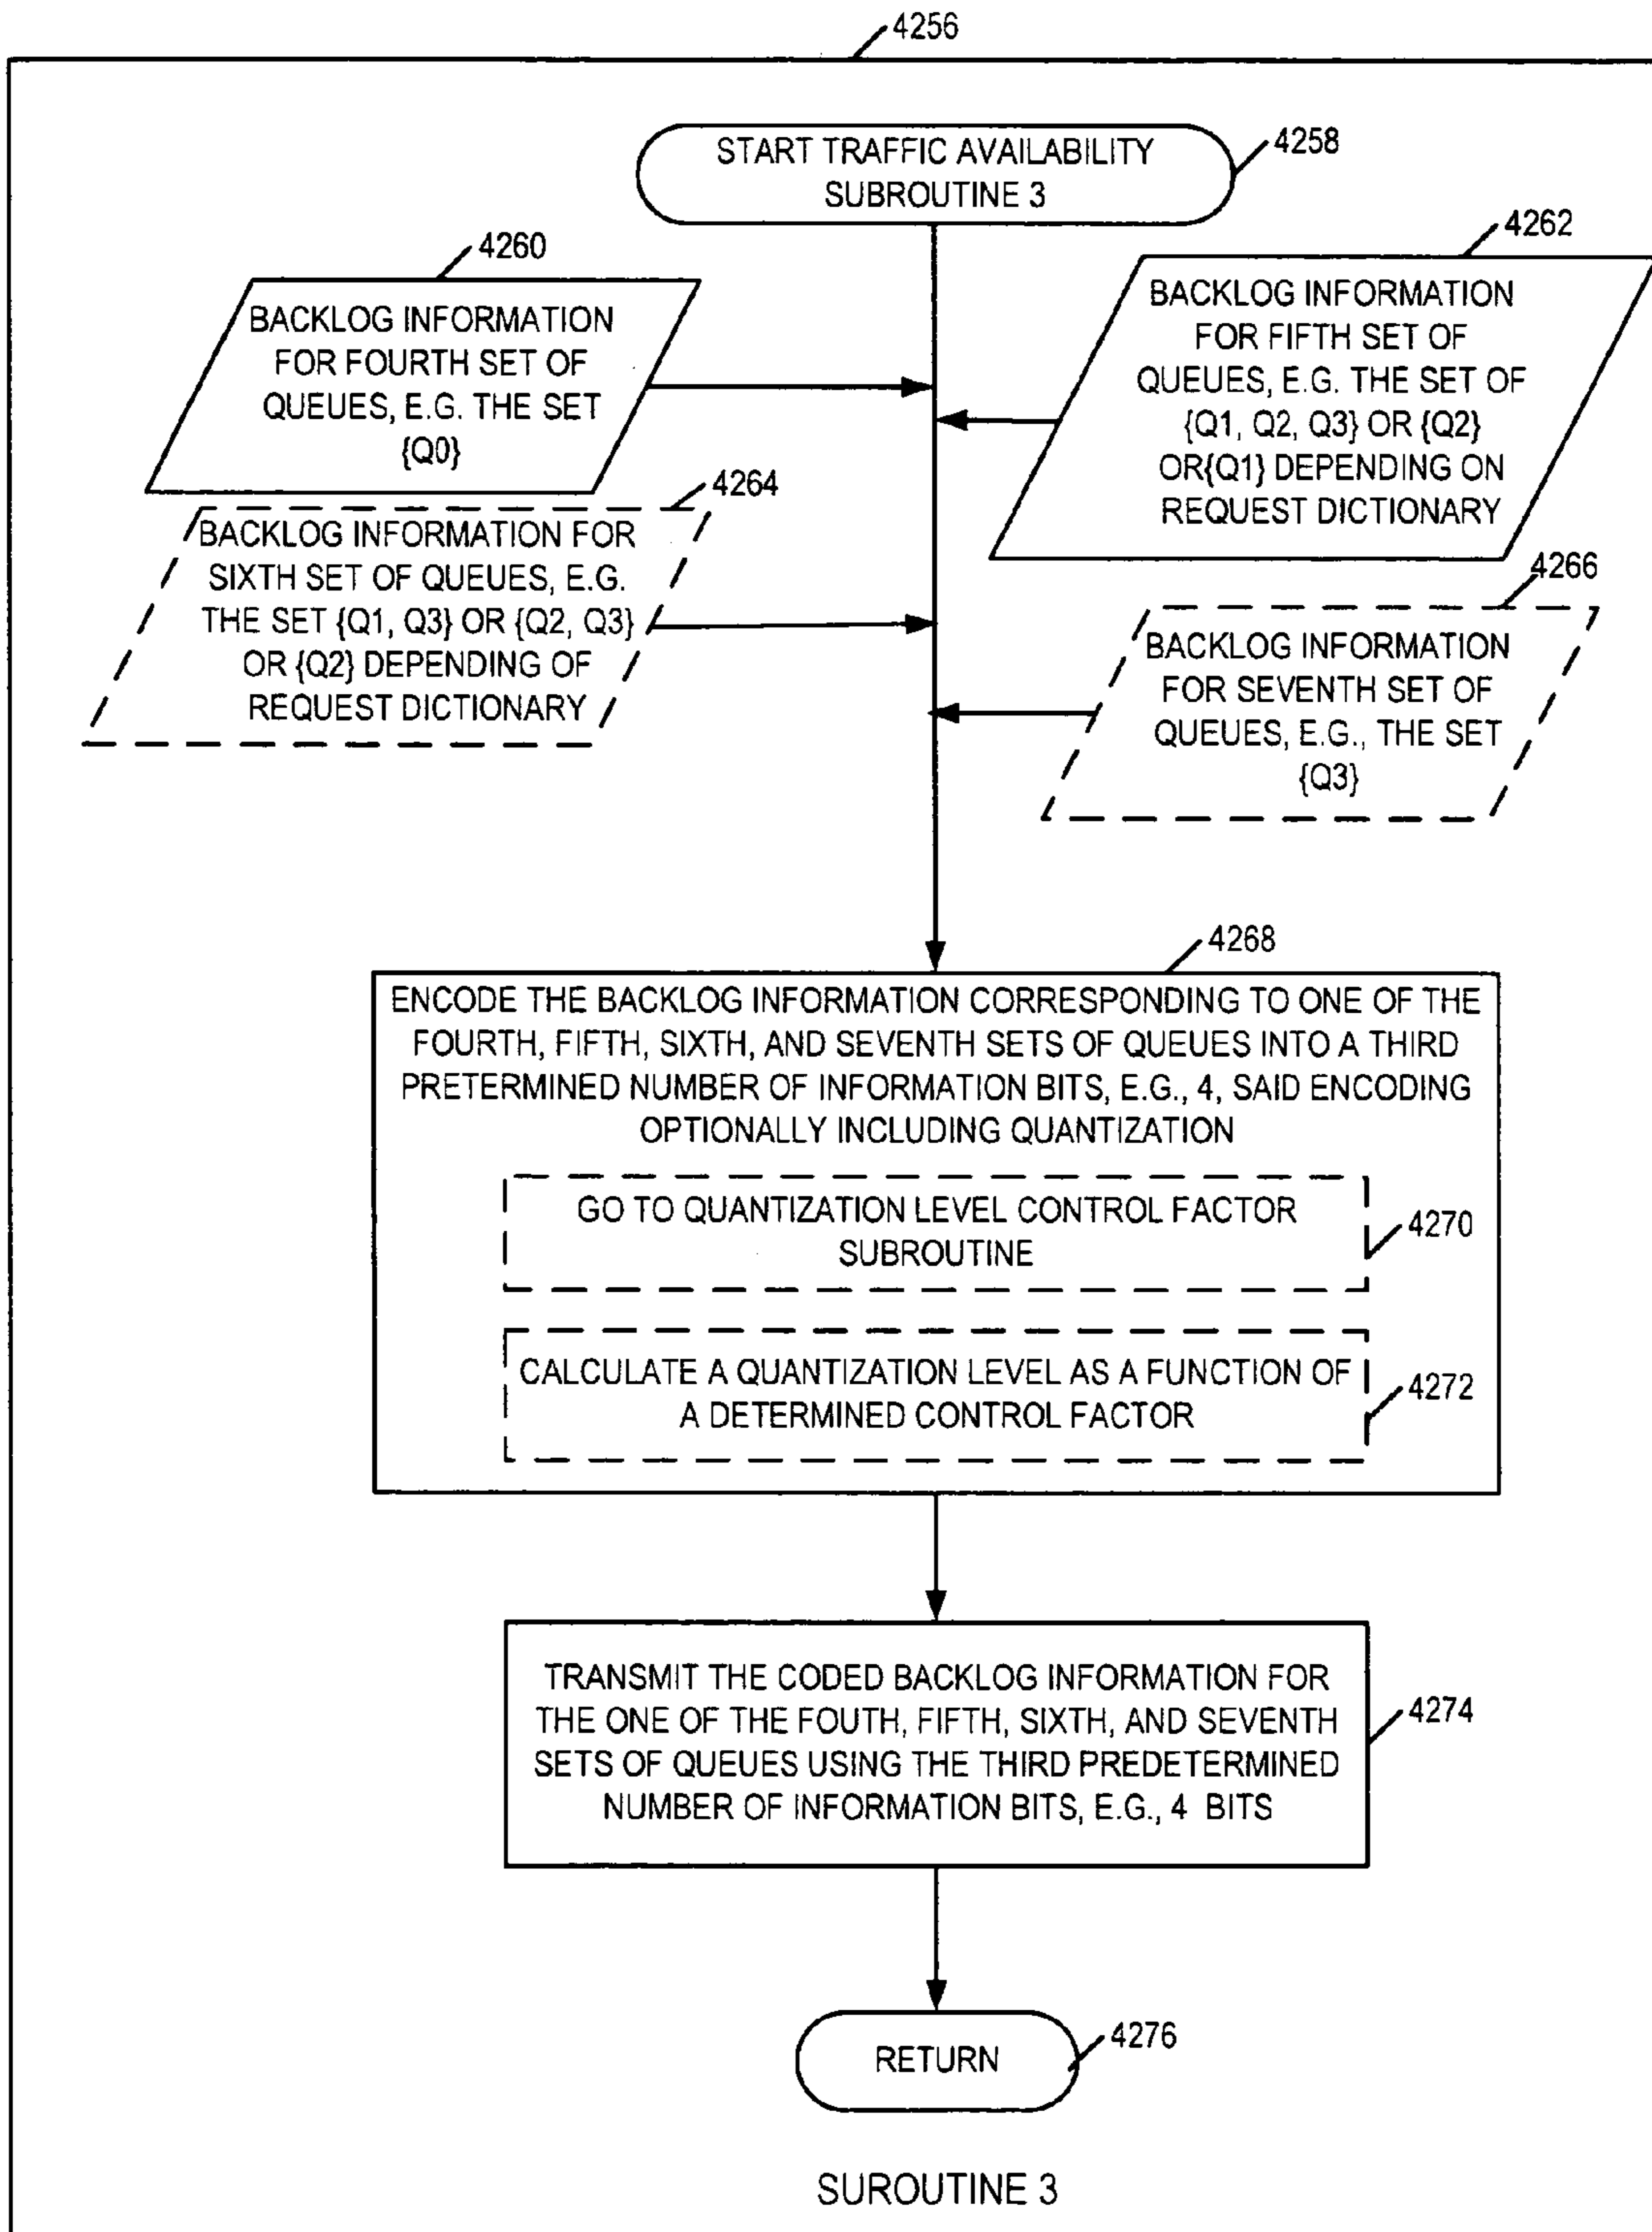 4256
START TRAFFIC AVAILABILITY
SUBROUTINE 3
4258
4260
BACKLOG INFORMATION
FOR FOURTH SET OF
QUEUES, E.G. THE SET
{Q0}
4262
BACKLOG INFORMATION
FOR FIFTH SET OF
QUEUES, E.G. THE SET OF
{Q1, Q2, Q3} OR {Q2}
OR{Q1} DEPENDING ON
REQUEST DICTIONARY
4264
BACKLOG INFORMATION FOR
SIXTH SET OF QUEUES, E.G.
THE SET {Q1, Q3} OR {Q2, Q3}
OR {Q2} DEPENDING OF
REQUEST DICTIONARY
4266
BACKLOG INFORMATION
FOR SEVENTH SET OF
QUEUES, E.G., THE SET
{Q3}
4268
ENCODE THE BACKLOG INFORMATION CORRESPONDING TO ONE OF THE
FOURTH, FIFTH, SIXTH, AND SEVENTH SETS OF QUEUES INTO A THIRD
PRETERMINED NUMBER OF INFORMATION BITS, E.G., 4, SAID ENCODING
OPTIONALLY INCLUDING QUANTIZATION
GO TO QUANTIZATION LEVEL CONTROL FACTOR
SUBROUTINE
4270
CALCULATE A QUANTIZATION LEVEL AS A FUNCTION OF
A DETERMINED CONTROL FACTOR
4272
TRANSMIT THE CODED BACKLOG INFORMATION FOR
THE ONE OF THE FOUTH, FIFTH, SIXTH, AND SEVENTH
SETS OF QUEUES USING THE THIRD PREDETERMINED
NUMBER OF INFORMATION BITS, E.G., 4 BITS
4274
RETURN
4276
SUROUTINE 3